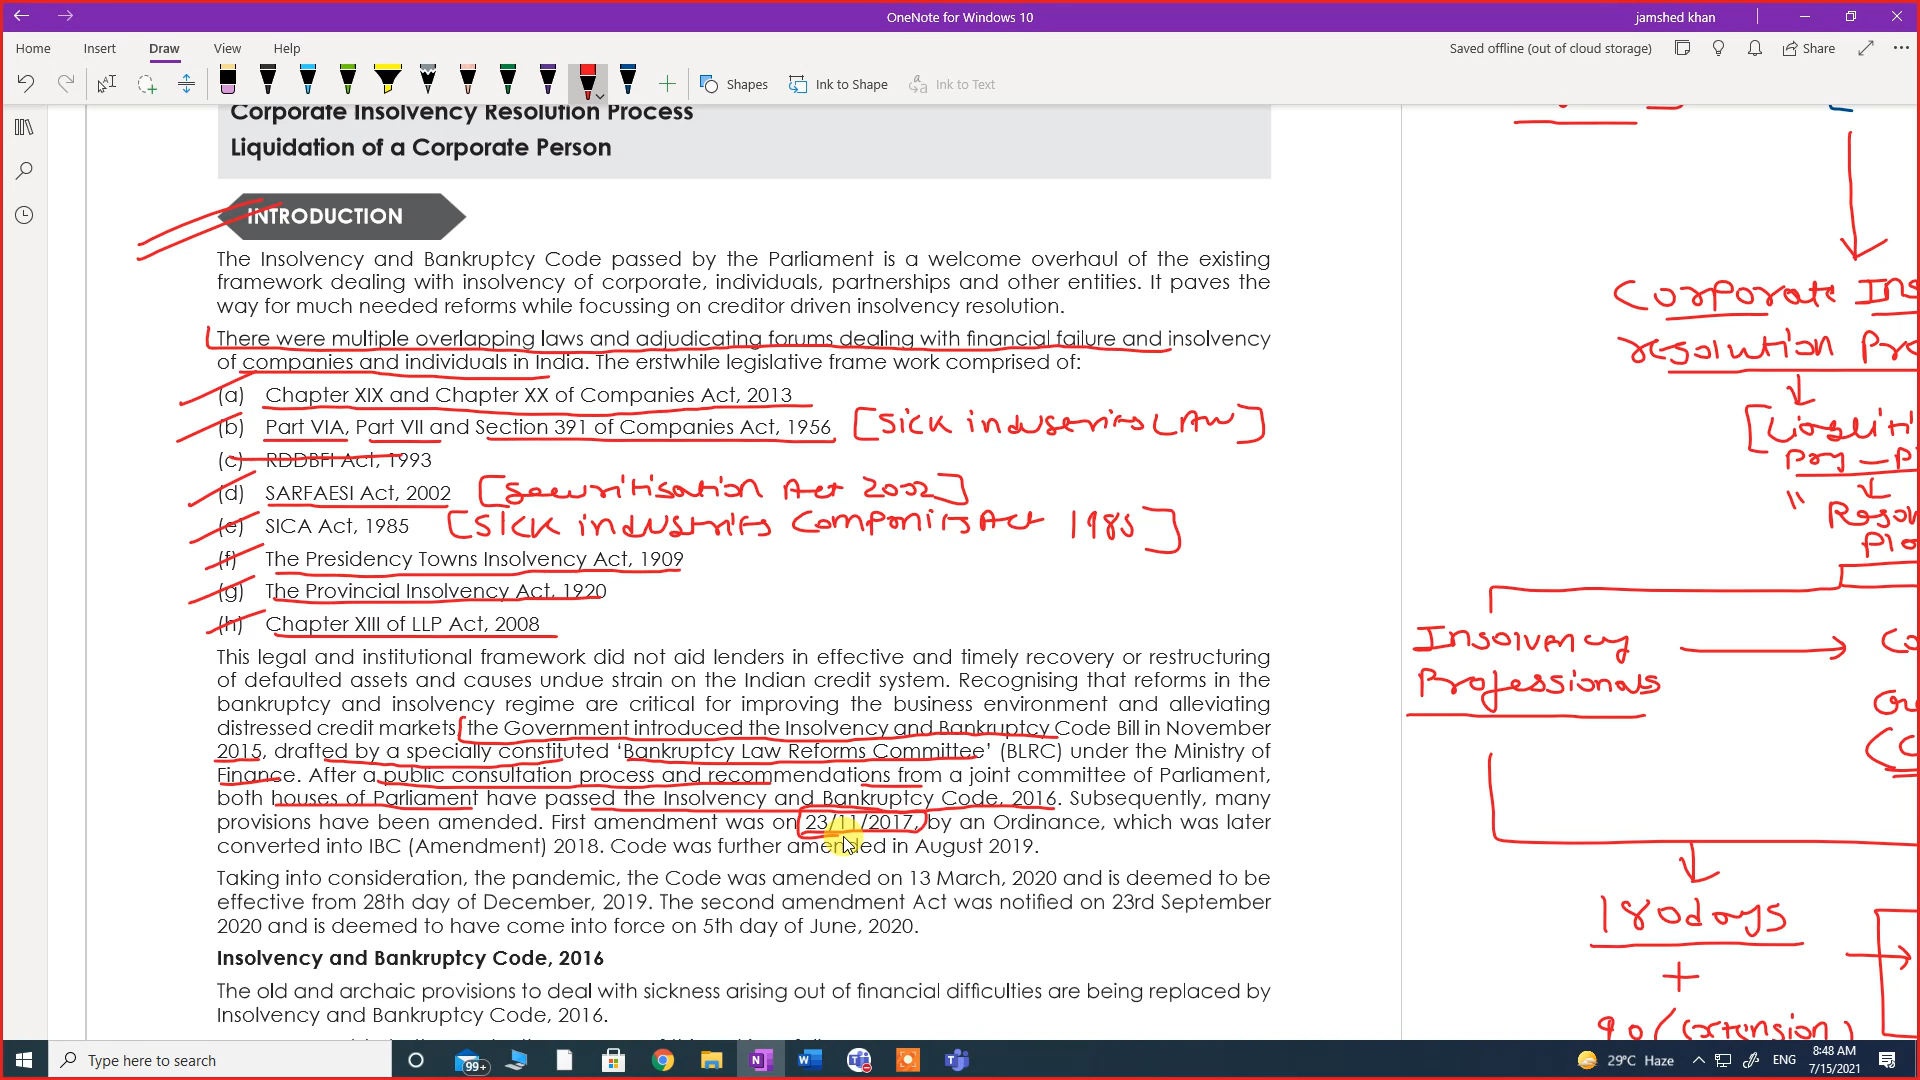 OneNote for Windows 10
jamshed khan
Home Insert Draw View Help
Saved offline (out of cloud storage)
Share
Shapes
Ink to Shape
Ink to Text
Corporate Insolvency Resolution Process
Liquidation of a Corporate Person
INTRODUCTION
The Insolvency and Bankruptcy Code passed by the Parliament is a welcome overhaul of the existing
framework dealing with insolvency of corporate, individuals, partnerships and other entities. It paves the
way for much needed reforms while focussing on creditor driven insolvency resolution.
There were multiple overlapping laws and adjudicating forums dealing with financial failure and insolvency
of companies and individuals in India. The erstwhile legislative frame work comprised of:
(a) Chapter XIX and Chapter XX of Companies Act, 2013
(b) Part VIA, Part VII and Section 391 of Companies Act, 1956 [Sick industries LAW]
(c) RDDBFI Act, 1993
(d) SARFAESI Act, 2002 [Securitisation Act 2002]
(e) SICA Act, 1985 [SICK industries Companies Act 1985]
(f) The Presidency Towns Insolvency Act, 1909
(g) The Provincial Insolvency Act, 1920
(h) Chapter XIII of LLP Act, 2008
This legal and institutional framework did not aid lenders in effective and timely recovery or restructuring
of defaulted assets and causes undue strain on the Indian credit system. Recognising that reforms in the
bankruptcy and insolvency regime are critical for improving the business environment and alleviating
distressed credit markets, the Government introduced the Insolvency and Bankruptcy Code Bill in November
2015, drafted by a specially constituted ‘Bankruptcy Law Reforms Committee’ (BLRC) under the Ministry of
Finance. After a public consultation process and recommendations from a joint committee of Parliament,
both houses of Parliament have passed the Insolvency and Bankruptcy Code, 2016. Subsequently, many
provisions have been amended. First amendment was on 23/11/2017, by an Ordinance, which was later
converted into IBC (Amendment) 2018. Code was further amended in August 2019.
Taking into consideration, the pandemic, the Code was amended on 13 March, 2020 and is deemed to be
effective from 28th day of December, 2019. The second amendment Act was notified on 23rd September
2020 and is deemed to have come into force on 5th day of June, 2020.
Insolvency and Bankruptcy Code, 2016
The old and archaic provisions to deal with sickness arising out of financial difficulties are being replaced by
Insolvency and Bankruptcy Code, 2016.
Corporate Ins
resolution Pr
Pay
Insolvency
Professionals
180 days
+
90 (extension)
Type here to search
99+
29°C Haze
ENG
8:48 AM
7/15/2021